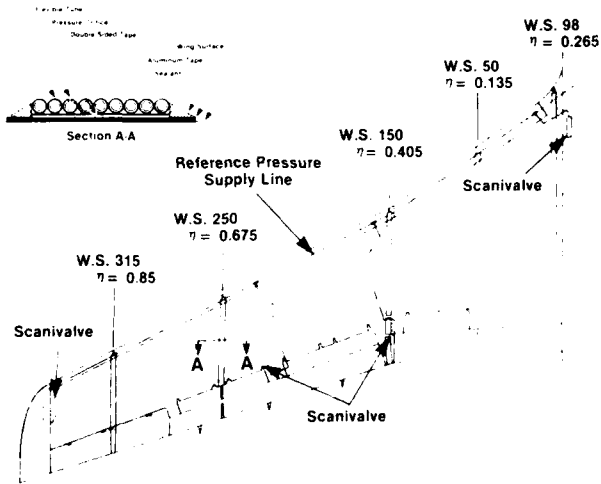 Flexible Tube
Pressure Orifice
Double Sided Tape
Wing Surface
Aluminum Tape
Sealant
Section A-A
W.S. 98
η = 0.265
W.S. 50
η = 0.135
W.S. 150
η = 0.405
Reference Pressure
Supply Line
Scanivalve
W.S. 250
η = 0.675
W.S. 315
η = 0.85
Scanivalve
A
A
Scanivalve